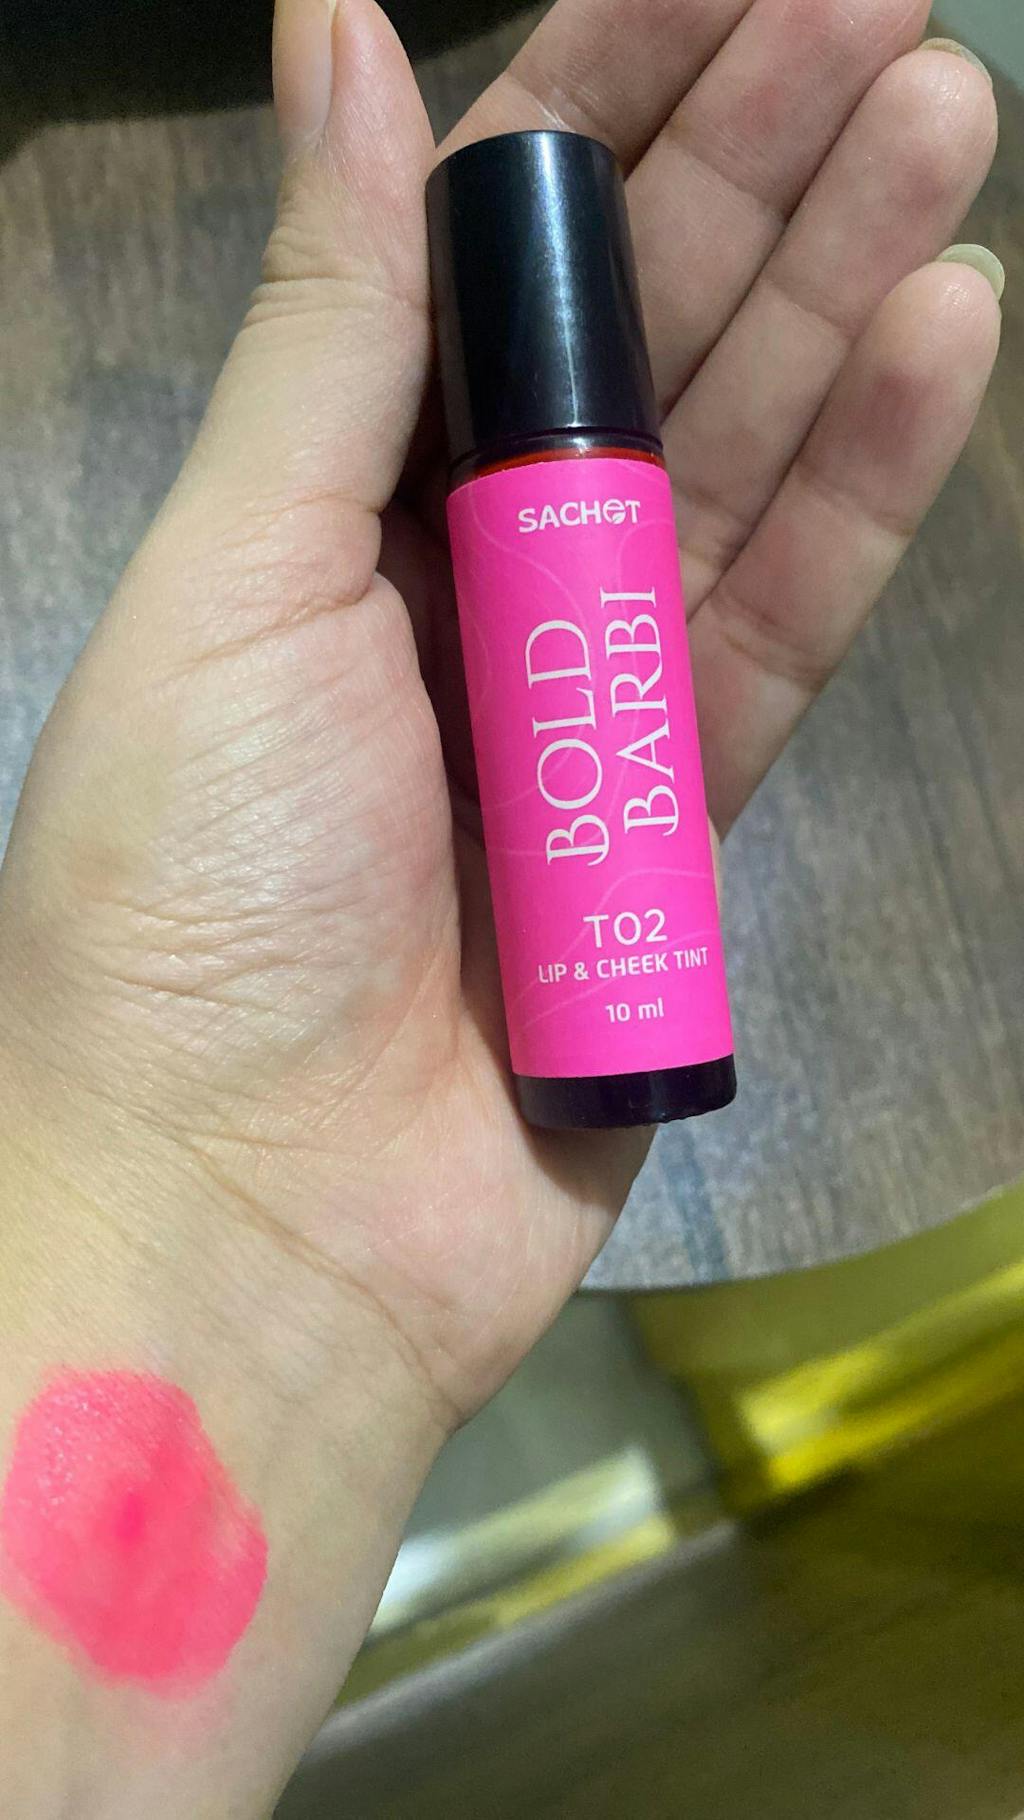 SACHeT
BOLD
BARBI
T02
LIP & CHEEK TINT
10 ml